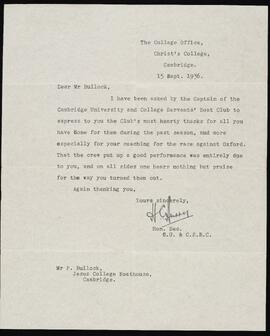 The College Office,
Christ's College,
Cambridge.
15 Sept. 1936.
Dear Mr Bullock,
I have been asked by the Captain of the
Cambridge University and College Servants' Boat Club to
express to you the Club's most hearty thanks for all you
have done for them during the past season, and more
especially for your coaching for the race against Oxford.
That the crew put up a good performance was entirely due
to you, and on all sides one hears nothing but praise
for the way you turned them out.
Again thanking you,
Yours sincerely,
Hon. Sec.
C.U. & C.S.B.C.
Mr P. Bullock,
Jesus College Boathouse,
Cambridge.